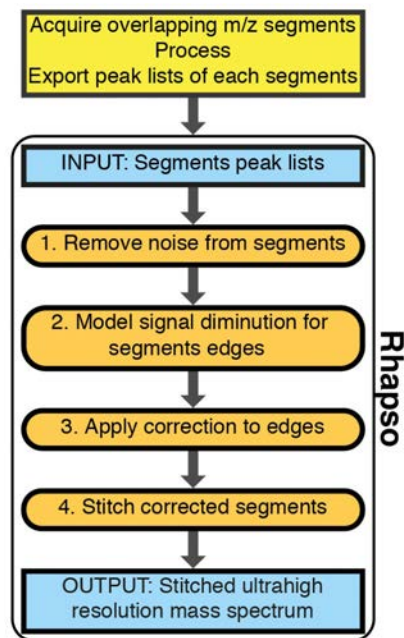 Acquire overlapping m/z segments
Process
Export peak lists of each segments
INPUT: Segments peak lists
1. Remove noise from segments
2. Model signal diminution for
segments edges
3. Apply correction to edges
4. Stitch corrected segments
OUTPUT: Stitched ultrahigh
resolution mass spectrum
Rhapso